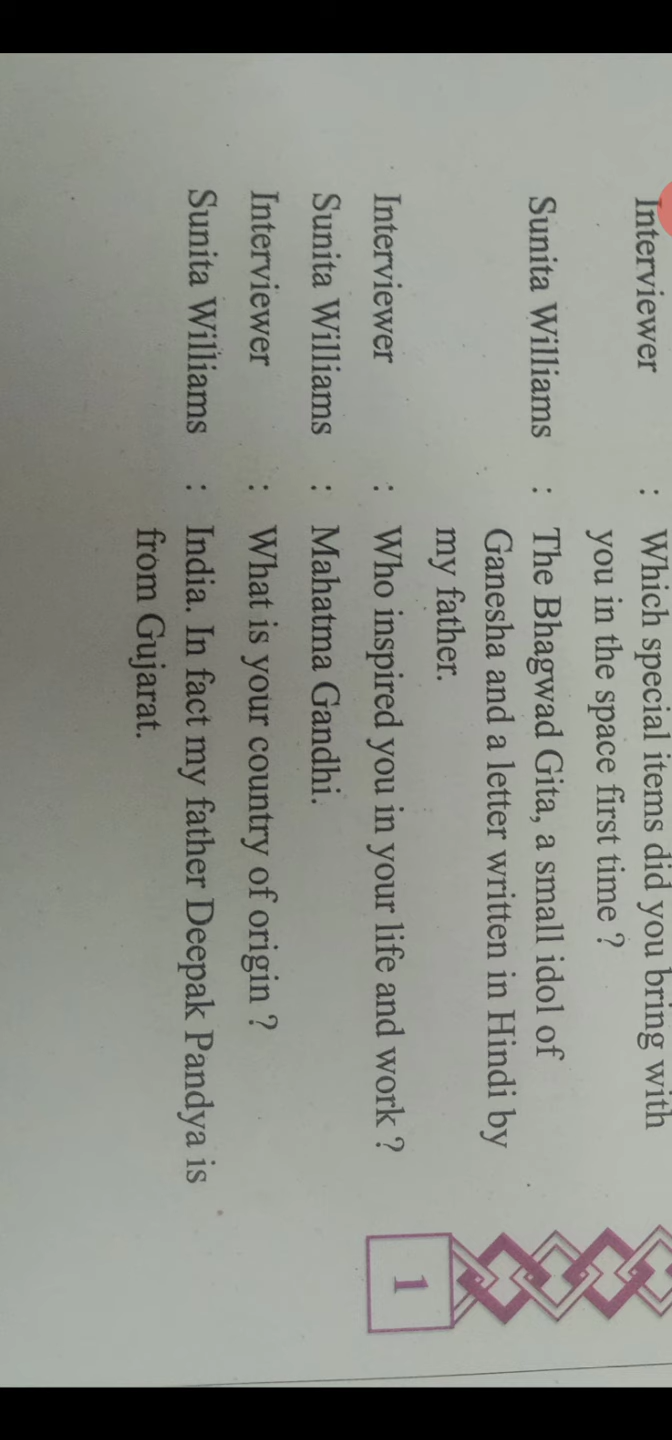 Interviewer : Which special items did you bring with
you in the space first time ?
Sunita Williams : The Bhagwad Gita, a small idol of
Ganesha and a letter written in Hindi by
my father.
Interviewer : Who inspired you in your life and work ?
Sunita Williams : Mahatma Gandhi.
Interviewer : What is your country of origin ?
Sunita Williams : India. In fact my father Deepak Pandya is
from Gujarat.
1